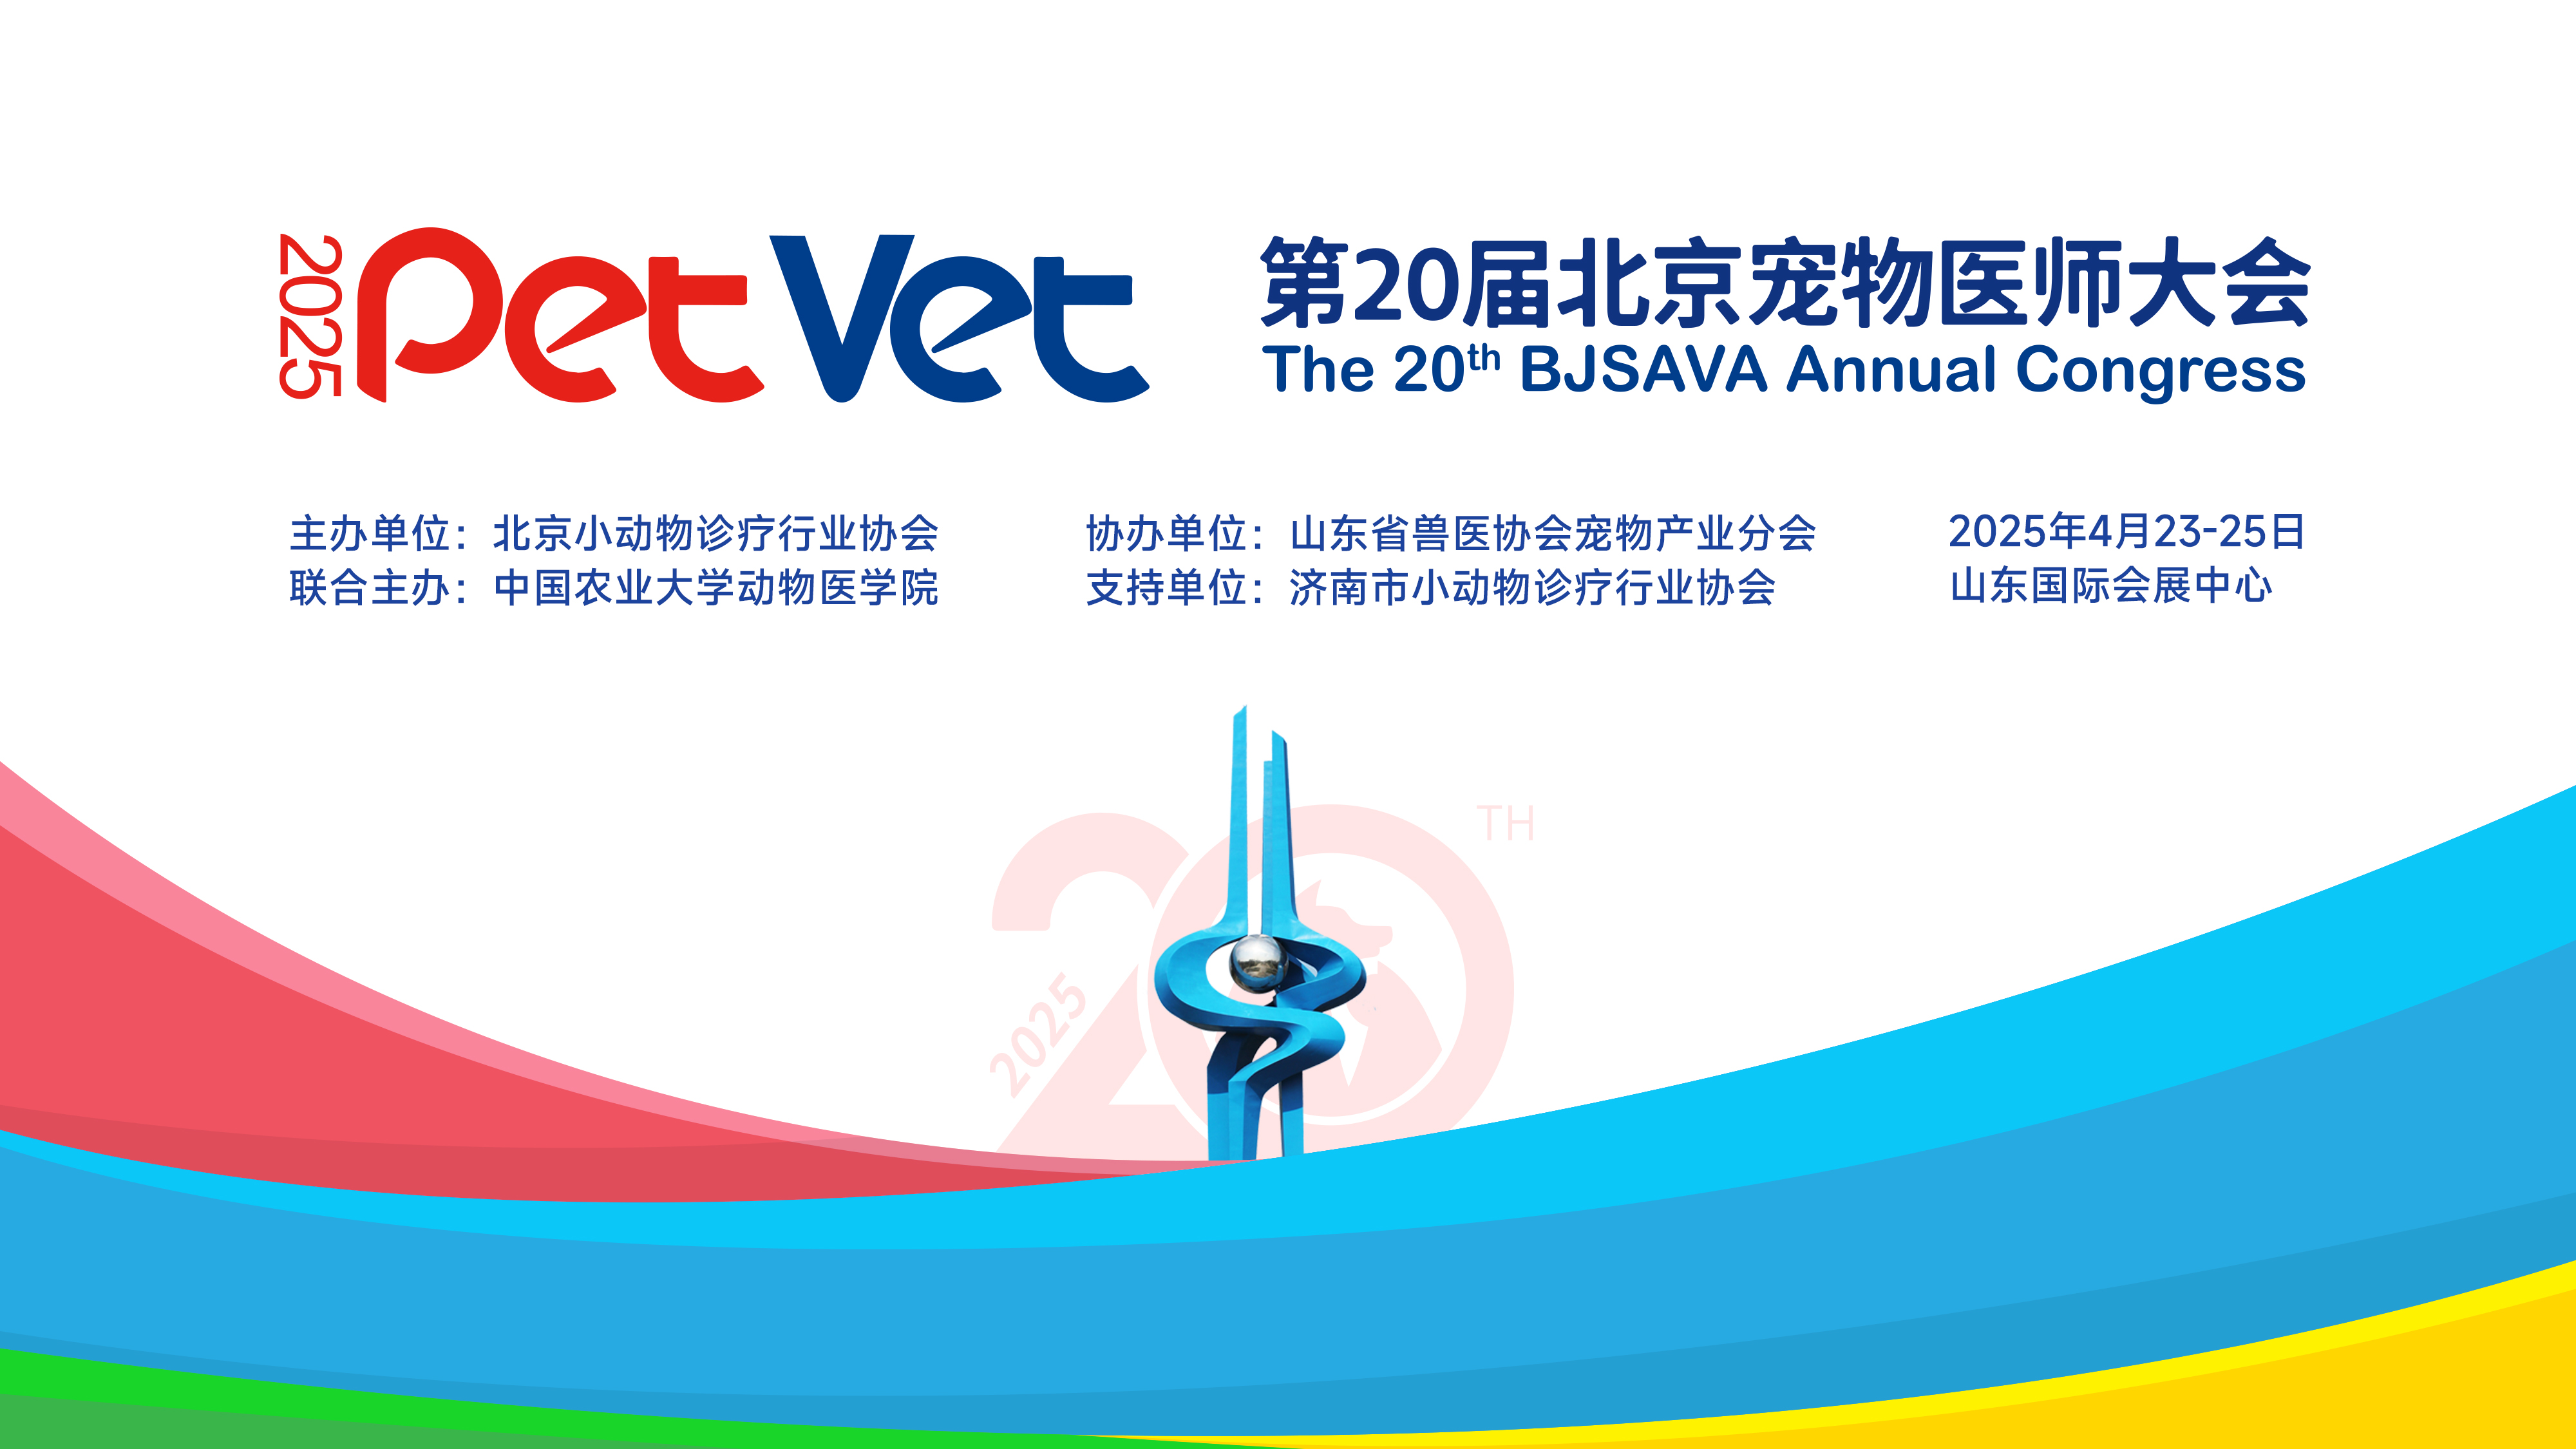 2025
PetVet
第20届北京宠物医师大会
The 20th BJSAVA Annual Congress
主办单位：北京小动物诊疗行业协会
联合主办：中国农业大学动物医学院
协办单位：山东省兽医协会宠物产业分会
支持单位：济南市小动物诊疗行业协会
2025年4月23-25日
山东国际会展中心
20TH
2025